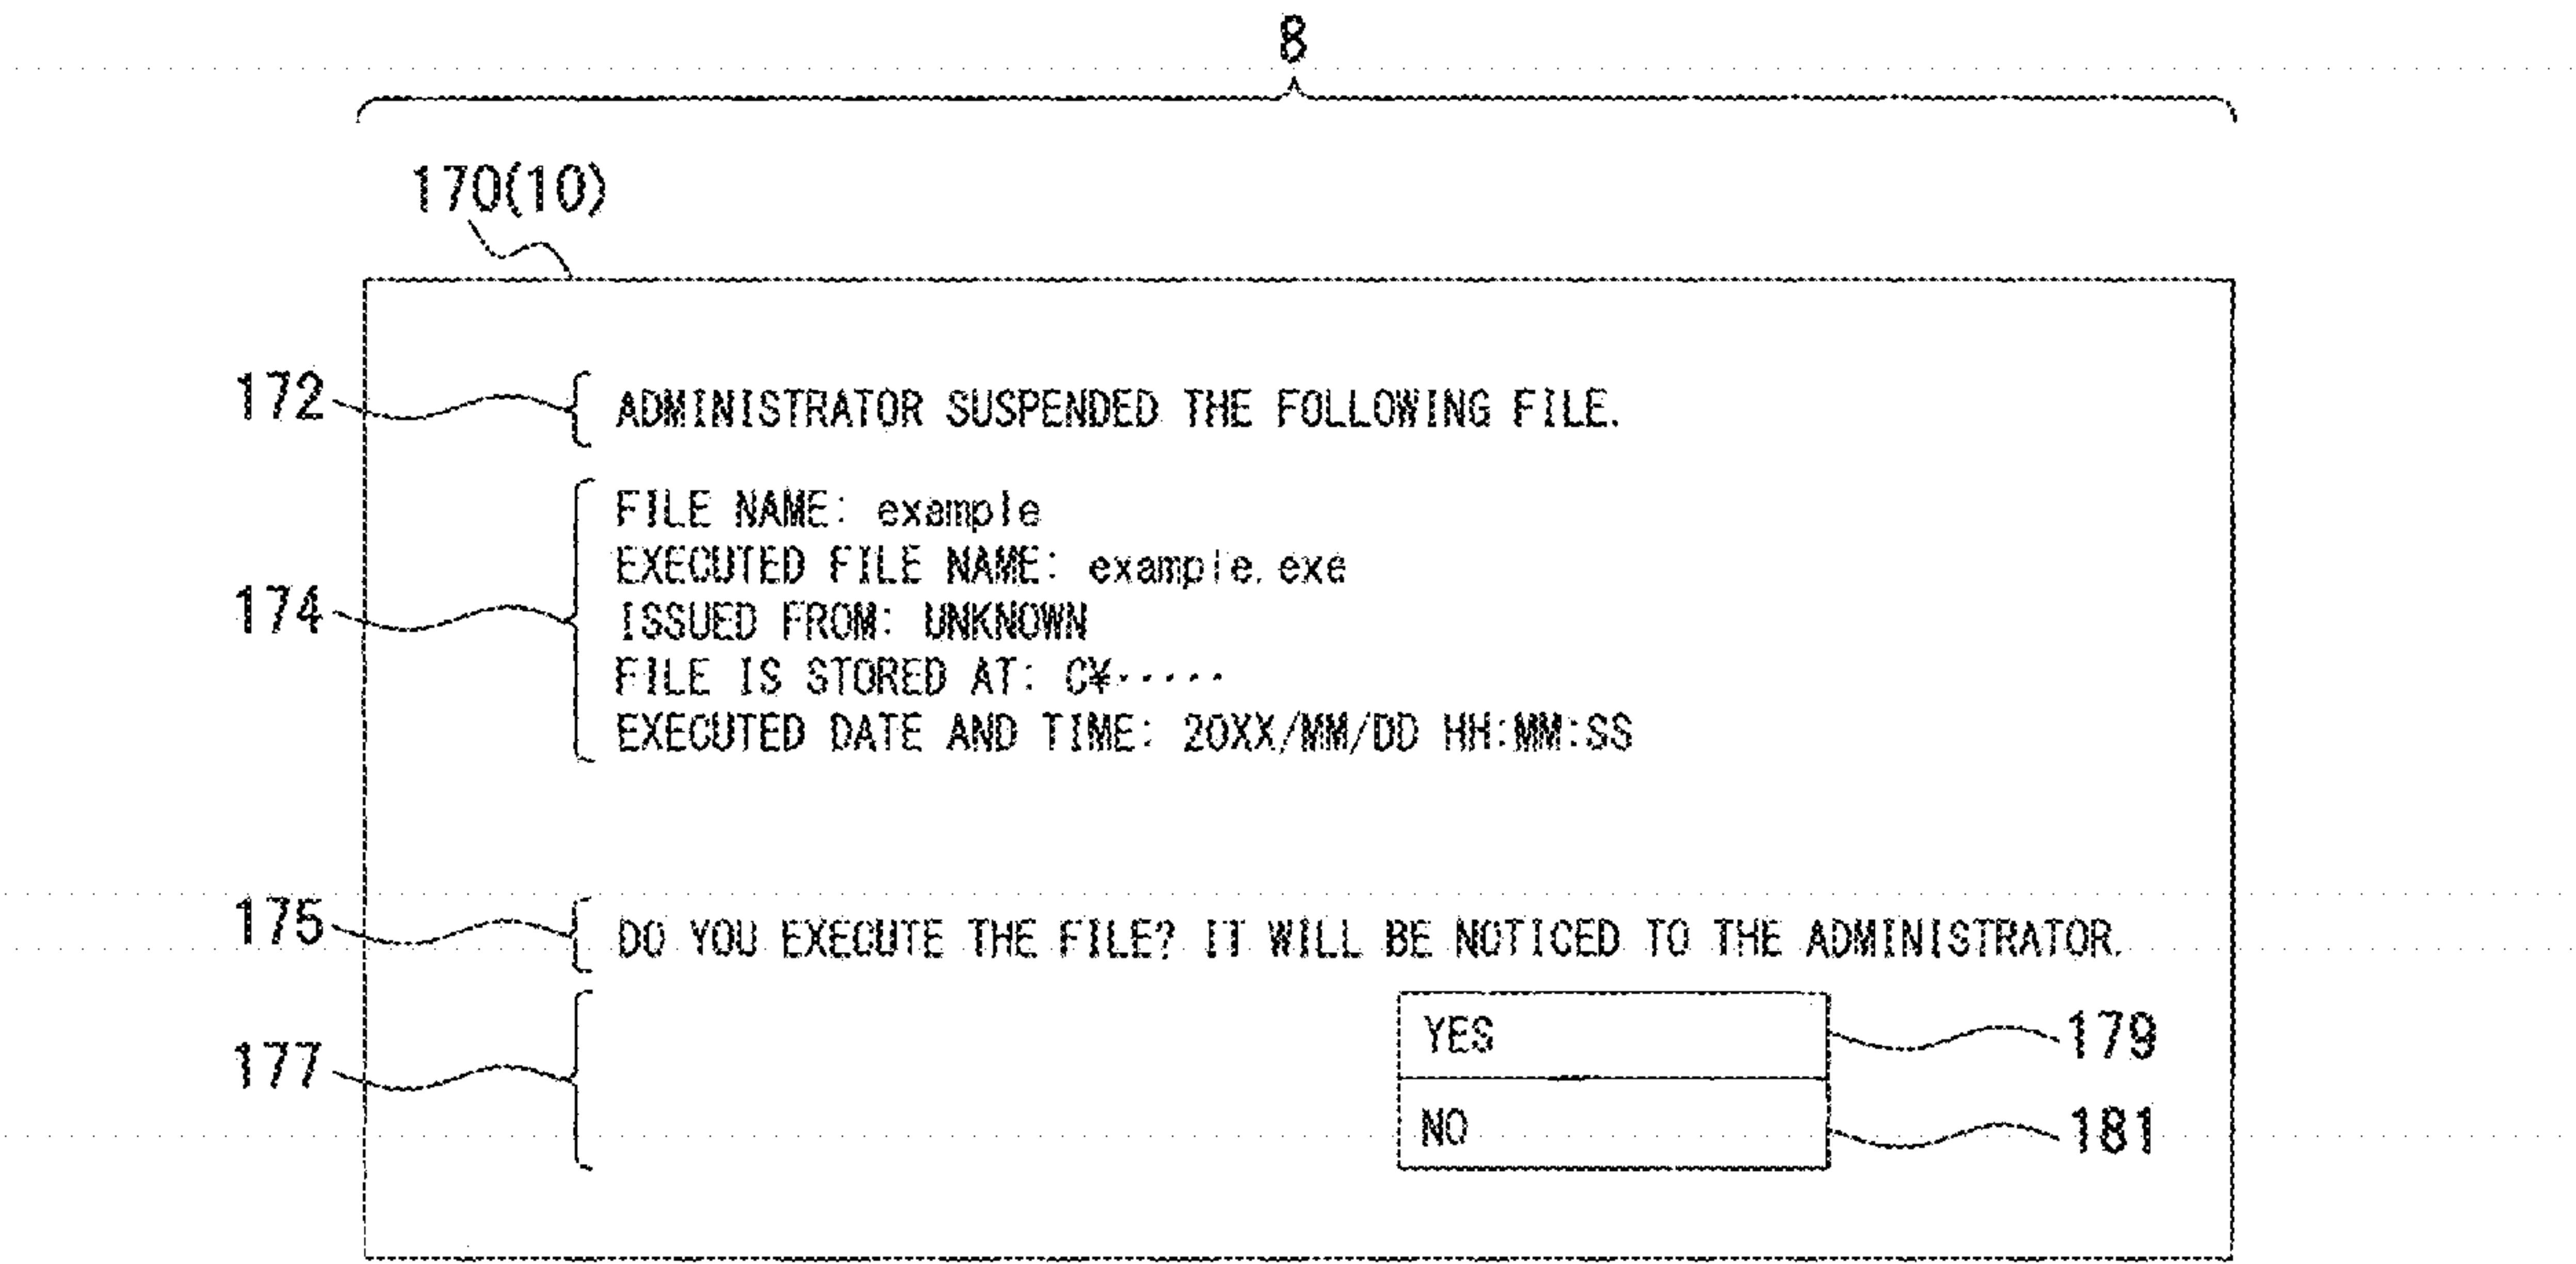 8
170(10)
172 ADMINISTRATOR SUSPENDED THE FOLLOWING FILE.
FILE NAME: example
EXECUTED FILE NAME: example.exe
174 ISSUED FROM: UNKNOWN
FILE IS STORED AT: C¥·····
EXECUTED DATE AND TIME: 20XX/MM/DD HH:MM:SS
175 DO YOU EXECUTE THE FILE? IT WILL BE NOTICED TO THE ADMINISTRATOR.
177
YES 179
NO 181